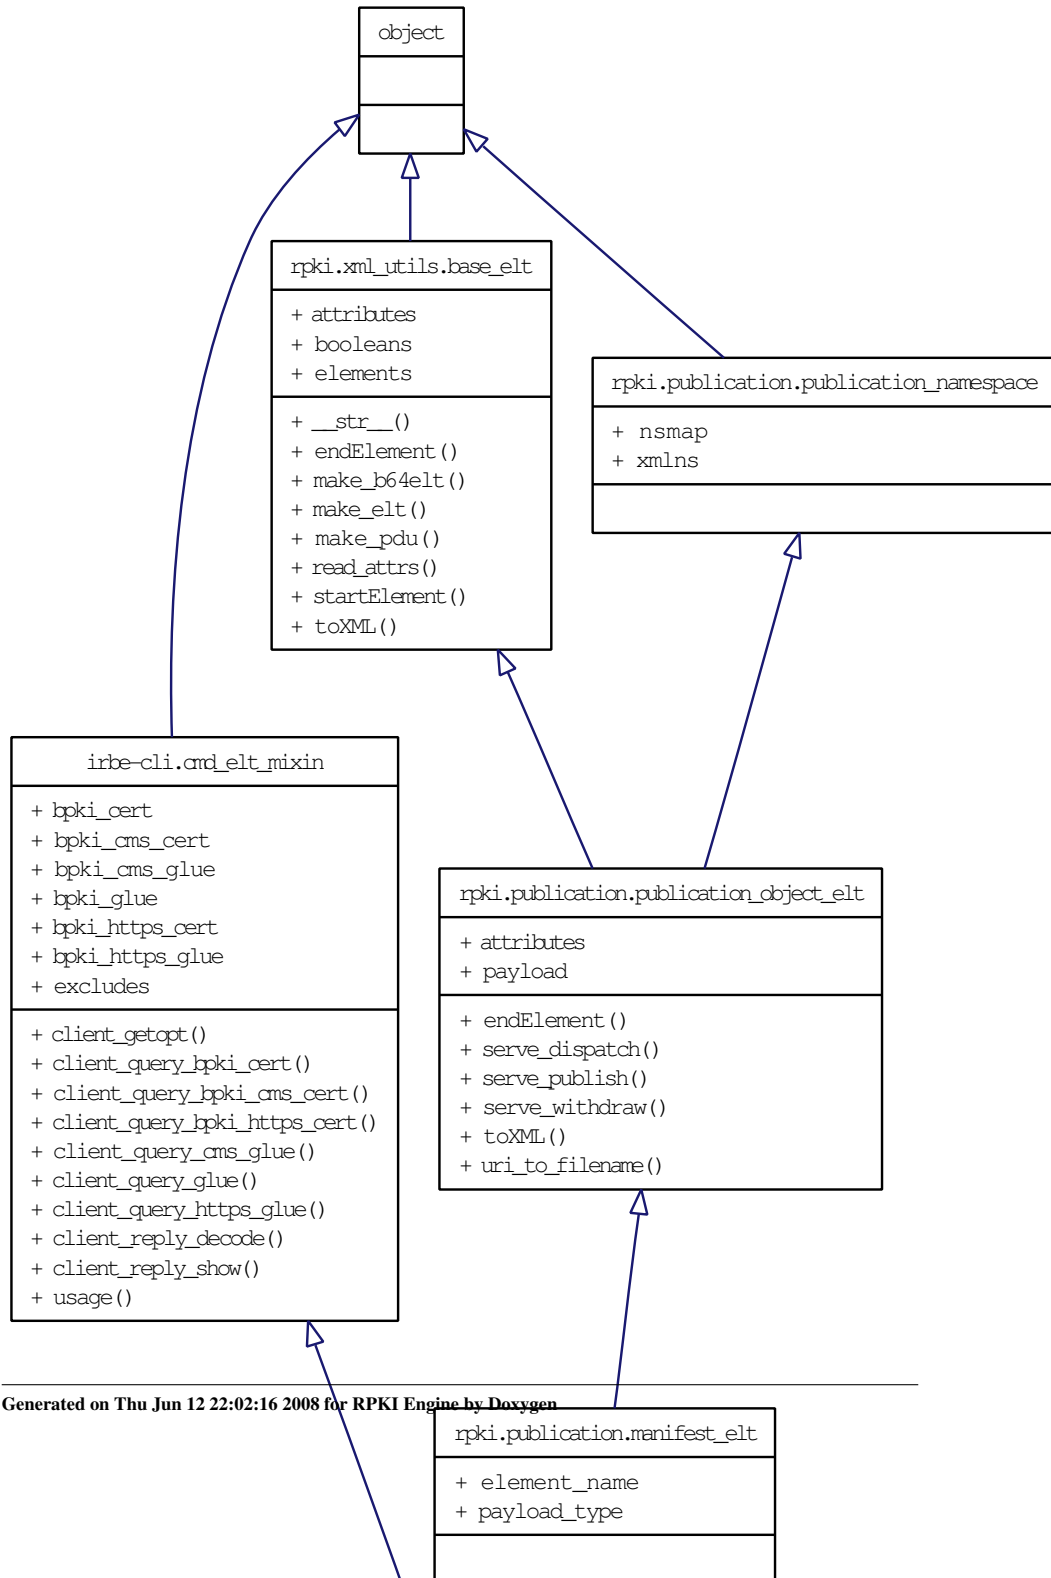 object
rpki.xml_utils.base_elt
+ attributes
+ booleans
+ elements
+ __str__()
+ endElement()
+ make_b64elt()
+ make_elt()
+ make_pdu()
+ read_attrs()
+ startElement()
+ toXML()
rpki.publication.publication_namespace
+ nsmap
+ xmlns
irbe-cli.cmd_elt_mixin
+ bpki_cert
+ bpki_cms_cert
+ bpki_cms_glue
+ bpki_glue
+ bpki_https_cert
+ bpki_https_glue
+ excludes
+ client_getopt()
+ client_query_bpki_cert()
+ client_query_bpki_cms_cert()
+ client_query_bpki_https_cert()
+ client_query_cms_glue()
+ client_query_glue()
+ client_query_https_glue()
+ client_reply_decode()
+ client_reply_show()
+ usage()
rpki.publication.publication_object_elt
+ attributes
+ payload
+ endElement()
+ serve_dispatch()
+ serve_publish()
+ serve_withdraw()
+ toXML()
+ uri_to_filename()
Generated on Thu Jun 12 22:02:16 2008 for RPKI Engine by Doxygen
rpki.publication.manifest_elt
+ element_name
+ payload_type